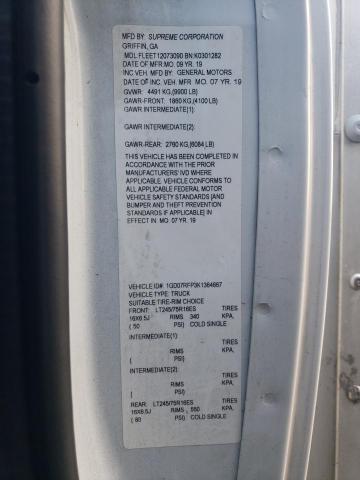 MFD BY: SUPREME CORPORATION
GRIFFIN, GA
MDL:FLEET12073090 BN:K0301282
DATE OF MFR:MO. 09 YR. 19
INC VEH. MFD BY: GENERAL MOTORS
DATE OF INC VEH MFR: MO 07 YR. 19
GVWR: 4491 KG,(9900 LB)
GAWR-FRONT: 1860 KG,(4100 LB)
GAWR INTERMEDIATE(1):
GAWR INTERMEDIATE(2):
GAWR-REAR: 2760 KG,(6084 LB)
THIS VEHICLE HAS BEEN COMPLETED IN
ACCORDANCE WITH THE PRIOR
MANUFACTURERS' IVD WHERE
APPLICABLE. THIS VEHICLE CONFORMS
TO ALL APPLICABLE FEDERAL MOTOR
VEHICLE SAFETY STANDARDS [AND
BUMPER AND THEFT PREVENTION
STANDARDS IF APPLICABLE] IN
EFFECT IN MO. 07 YR. 19
VEHICLE ID#: 1GD07RFP3K1364667
VEHICLE TYPE: TRUCK
SUITABLE TIRE-RIM CHOICE
FRONT: LT245/75R16ES TIRES
16X6.5J RIMS 340 KPA,
( 50 PSI) COLD SINGLE
INTERMEDIATE(1): TIRES
RIMS KPA,
( PSI)
INTERMEDIATE(2): TIRES
RIMS KPA,
( PSI)
REAR: LT245/75R16ES TIRES
16X6.5J RIMS 550 KPA,
( 80 PSI) COLD SINGLE